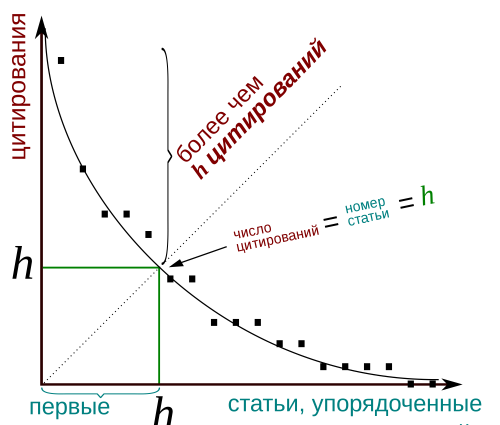 цитирования
более чем
h цитирований
число
цитирований
=
номер
статьи
= h
h
первые
h
статьи, упорядоченные